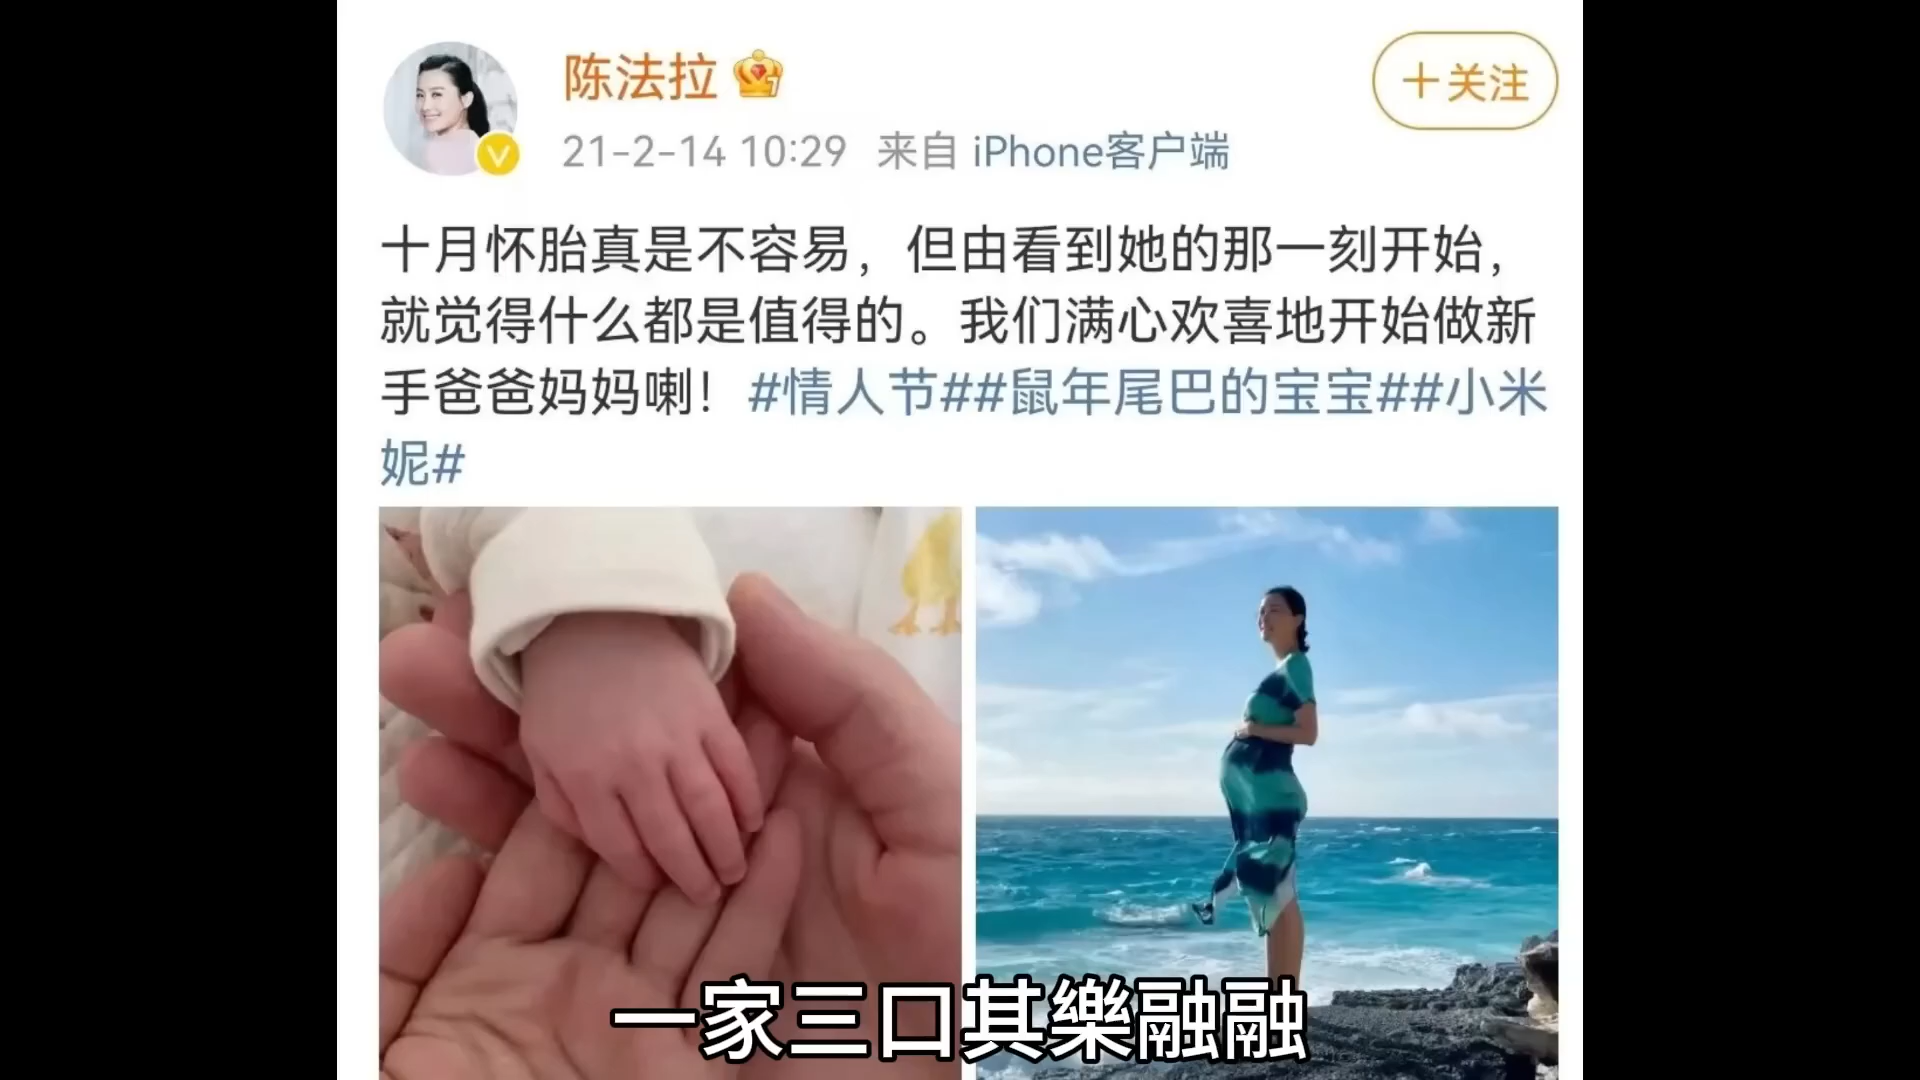 陈法拉
十关注
21-2-14 10:29 来自 iPhone客户端
十月怀胎真是不容易，但由看到她的那一刻开始，
就觉得什么都是值得的。我们满心欢喜地开始做新
手爸爸妈妈喇！#情人节##鼠年尾巴的宝宝##小米
妮#
一家三口其樂融融